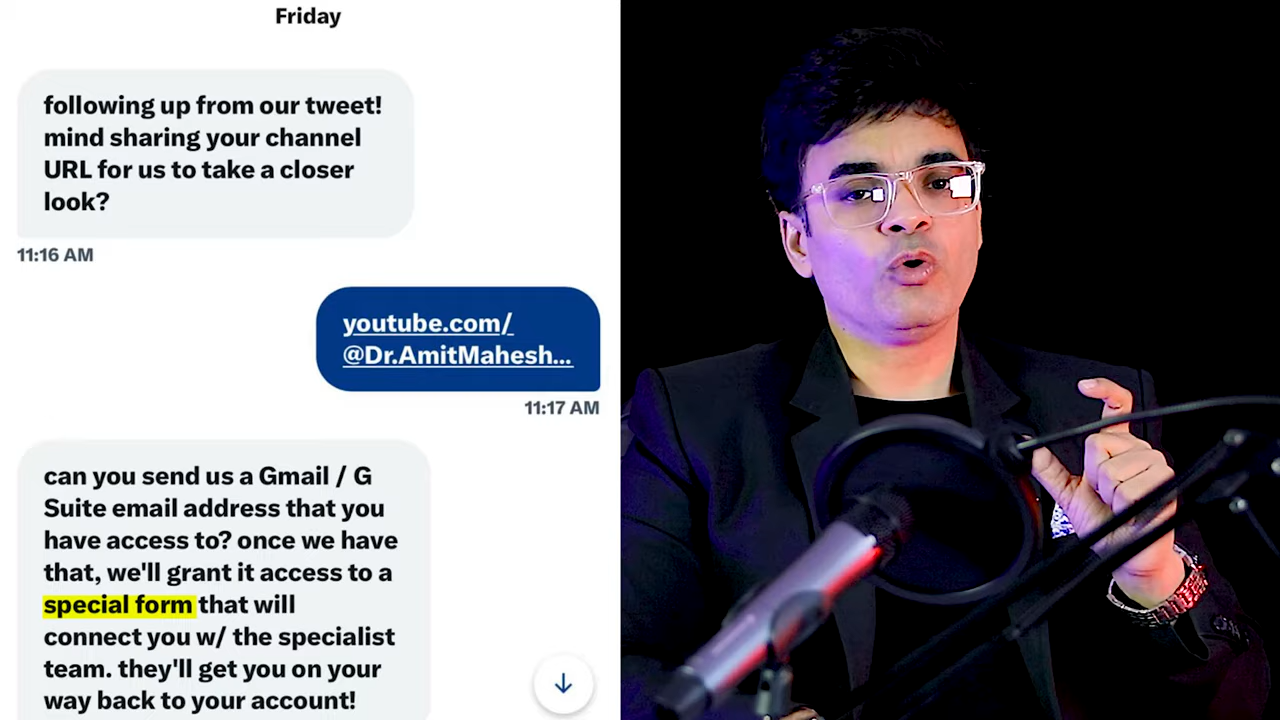 Friday
following up from our tweet!
mind sharing your channel
URL for us to take a closer
look?
11:16 AM
youtube.com/
@Dr.AmitMahesh...
11:17 AM
can you send us a Gmail / G
Suite email address that you
have access to? once we have
that, we'll grant it access to a
special form that will
connect you w/ the specialist
team. they'll get you on your
way back to your account!